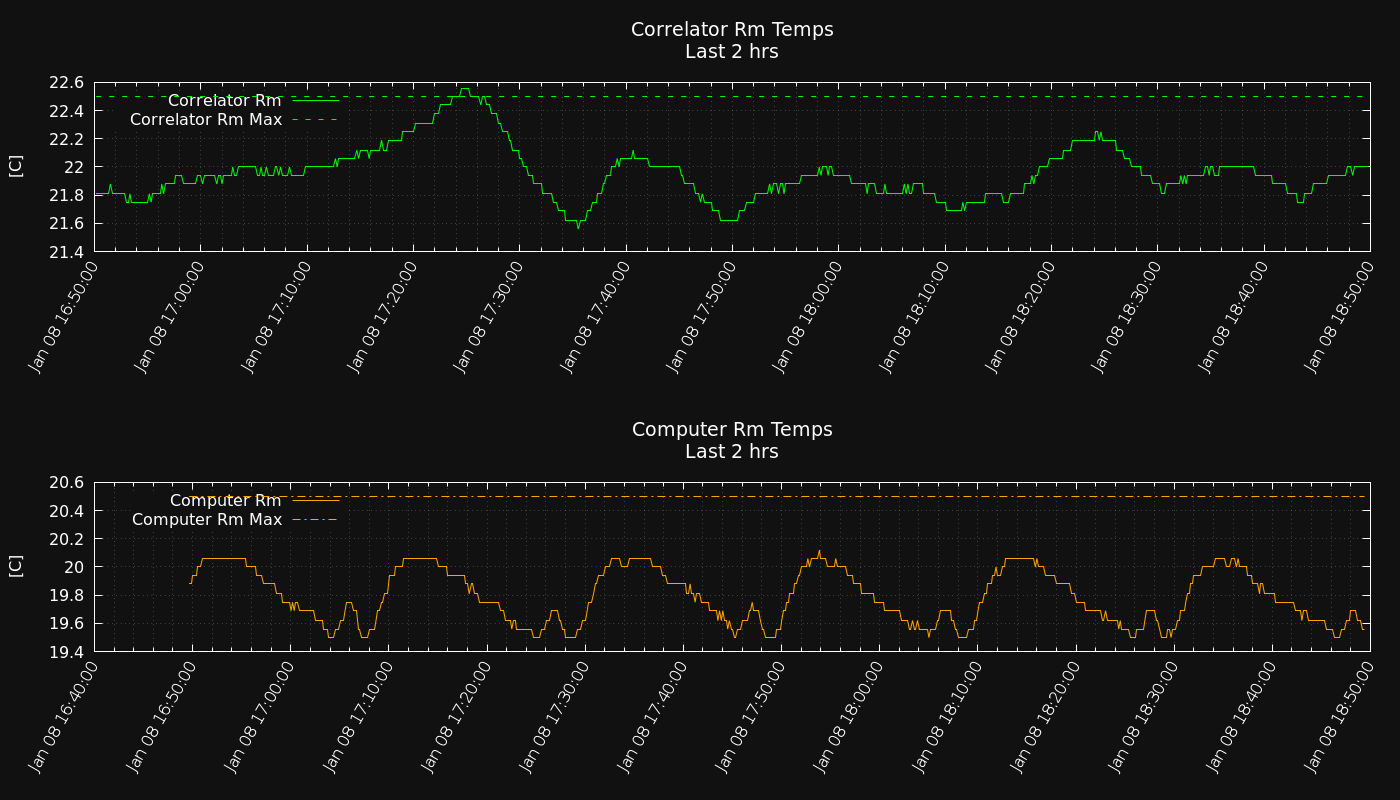 Correlator Rm Temps
Last 2 hrs
22.6
22.4
22.2
22
21.8
21.6
21.4
[C]
Correlator Rm
Correlator Rm Max
Jan 08 16:50:00
Jan 08 17:00:00
Jan 08 17:10:00
Jan 08 17:20:00
Jan 08 17:30:00
Jan 08 17:40:00
Jan 08 17:50:00
Jan 08 18:00:00
Jan 08 18:10:00
Jan 08 18:20:00
Jan 08 18:30:00
Jan 08 18:40:00
Jan 08 18:50:00
Computer Rm Temps
Last 2 hrs
20.6
20.4
20.2
20
19.8
19.6
19.4
[C]
Computer Rm
Computer Rm Max
Jan 08 16:40:00
Jan 08 16:50:00
Jan 08 17:00:00
Jan 08 17:10:00
Jan 08 17:20:00
Jan 08 17:30:00
Jan 08 17:40:00
Jan 08 17:50:00
Jan 08 18:00:00
Jan 08 18:10:00
Jan 08 18:20:00
Jan 08 18:30:00
Jan 08 18:40:00
Jan 08 18:50:00